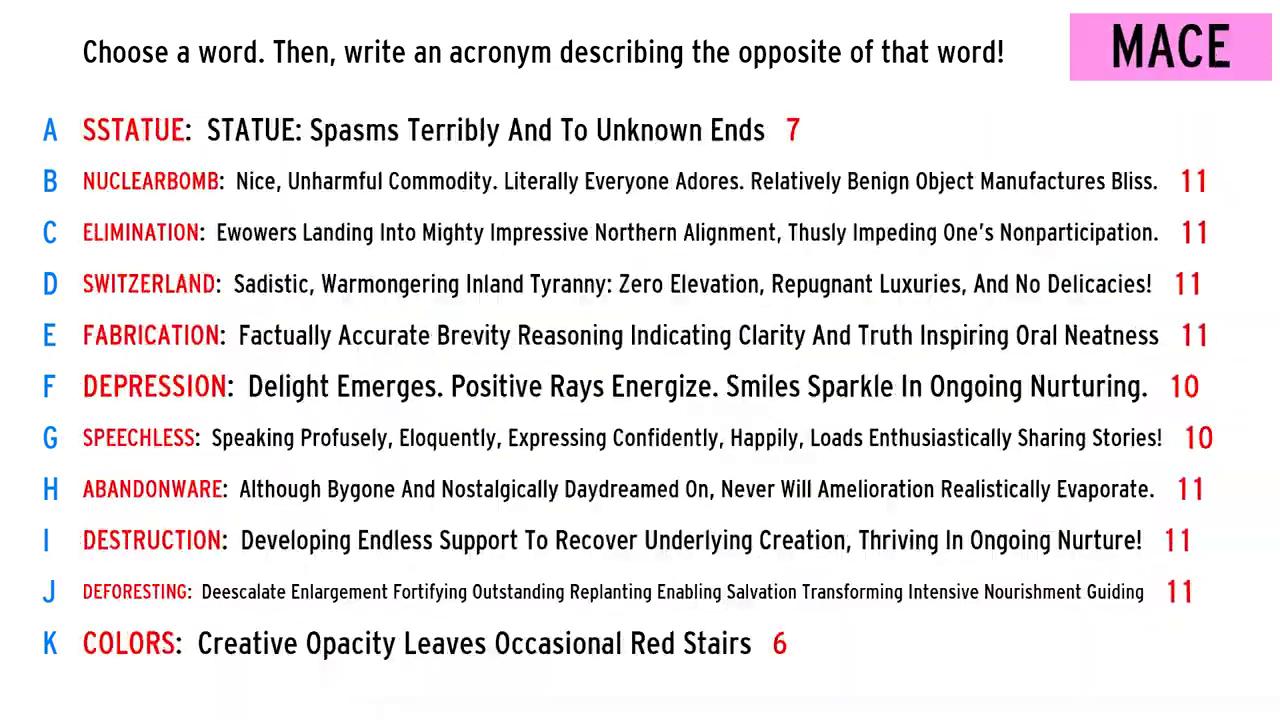 Choose a word. Then, write an acronym describing the opposite of that word!
MACE
A SSTATUE: STATUE: Spasms Terribly And To Unknown Ends 7
B NUCLEARBOMB: Nice, Unharmful Commodity. Literally Everyone Adores. Relatively Benign Object Manufactures Bliss. 11
C ELIMINATION: Ewowers Landing Into Mighty Impressive Northern Alignment, Thusly Impeding One's Nonparticipation. 11
D SWITZERLAND: Sadistic, Warmongering Inland Tyranny: Zero Elevation, Repugnant Luxuries, And No Delicacies! 11
E FABRICATION: Factually Accurate Brevity Reasoning Indicating Clarity And Truth Inspiring Oral Neatness 11
F DEPRESSION: Delight Emerges. Positive Rays Energize. Smiles Sparkle In Ongoing Nurturing. 10
G SPEECHLESS: Speaking Profusely, Eloquently, Expressing Confidently, Happily, Loads Enthusiastically Sharing Stories! 10
H ABANDONWARE: Although Bygone And Nostalgically Daydreamed On, Never Will Amelioration Realistically Evaporate. 11
I DESTRUCTION: Developing Endless Support To Recover Underlying Creation, Thriving In Ongoing Nurture! 11
J DEFORESTING: Deescalate Enlargement Fortifying Outstanding Replanting Enabling Salvation Transforming Intensive Nourishment Guiding 11
K COLORS: Creative Opacity Leaves Occasional Red Stairs 6